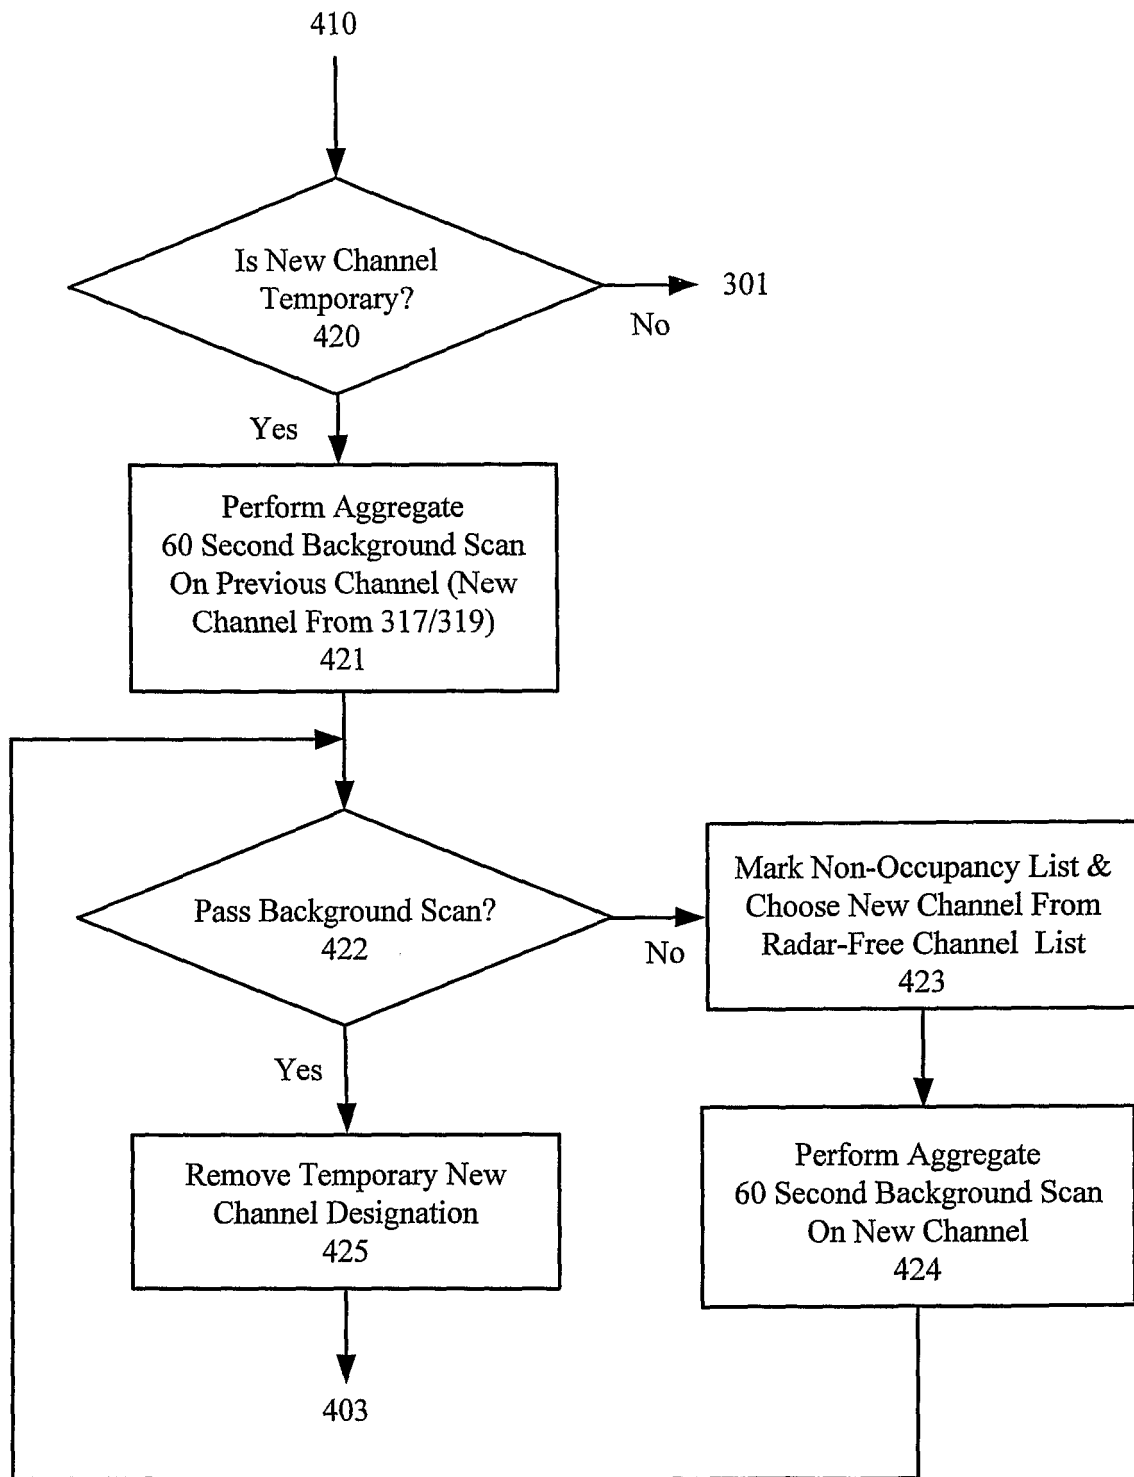 410
Is New Channel
Temporary?
420
301
No
Yes
Perform Aggregate
60 Second Background Scan
On Previous Channel (New
Channel From 317/319)
421
Pass Background Scan?
422
No
Mark Non-Occupancy List &
Choose New Channel From
Radar-Free Channel List
423
Yes
Remove Temporary New
Channel Designation
425
Perform Aggregate
60 Second Background Scan
On New Channel
424
403